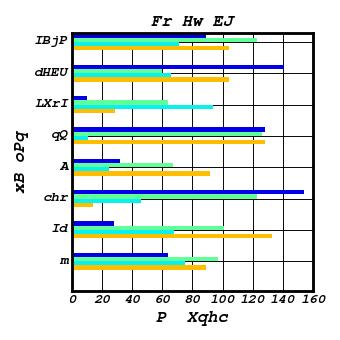 Fr Hw EJ
IBjP
dHEU
LXrI
qQ
A
chr
Id
m
xB oPq
0 20 40 60 80 100 120 140 160
P Xqhc